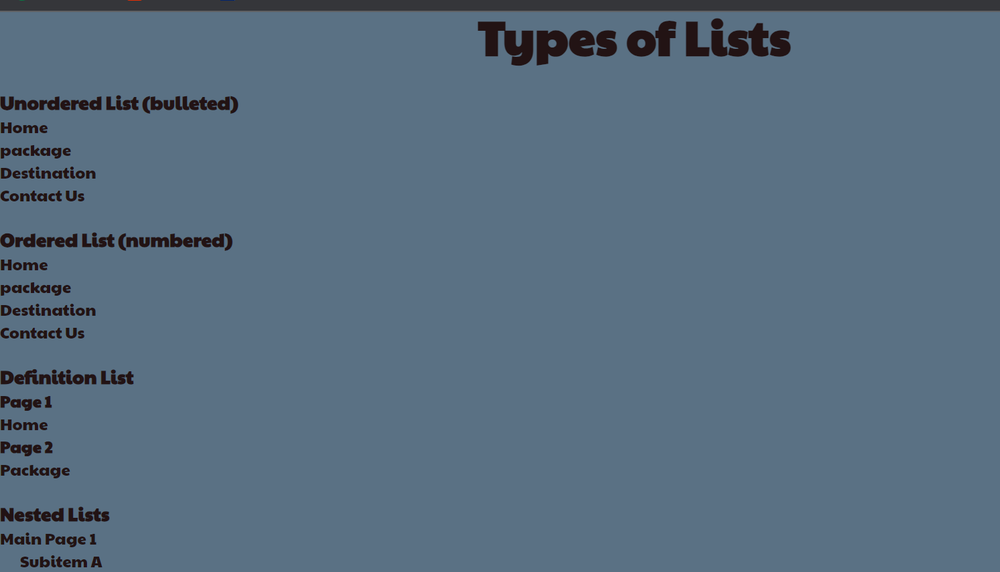 Types of Lists
Unordered List (bulleted)
Home
package
Destination
Contact Us
Ordered List (numbered)
Home
package
Destination
Contact Us
Definition List
Page 1
Home
Page 2
Package
Nested Lists
Main Page 1
Subitem A